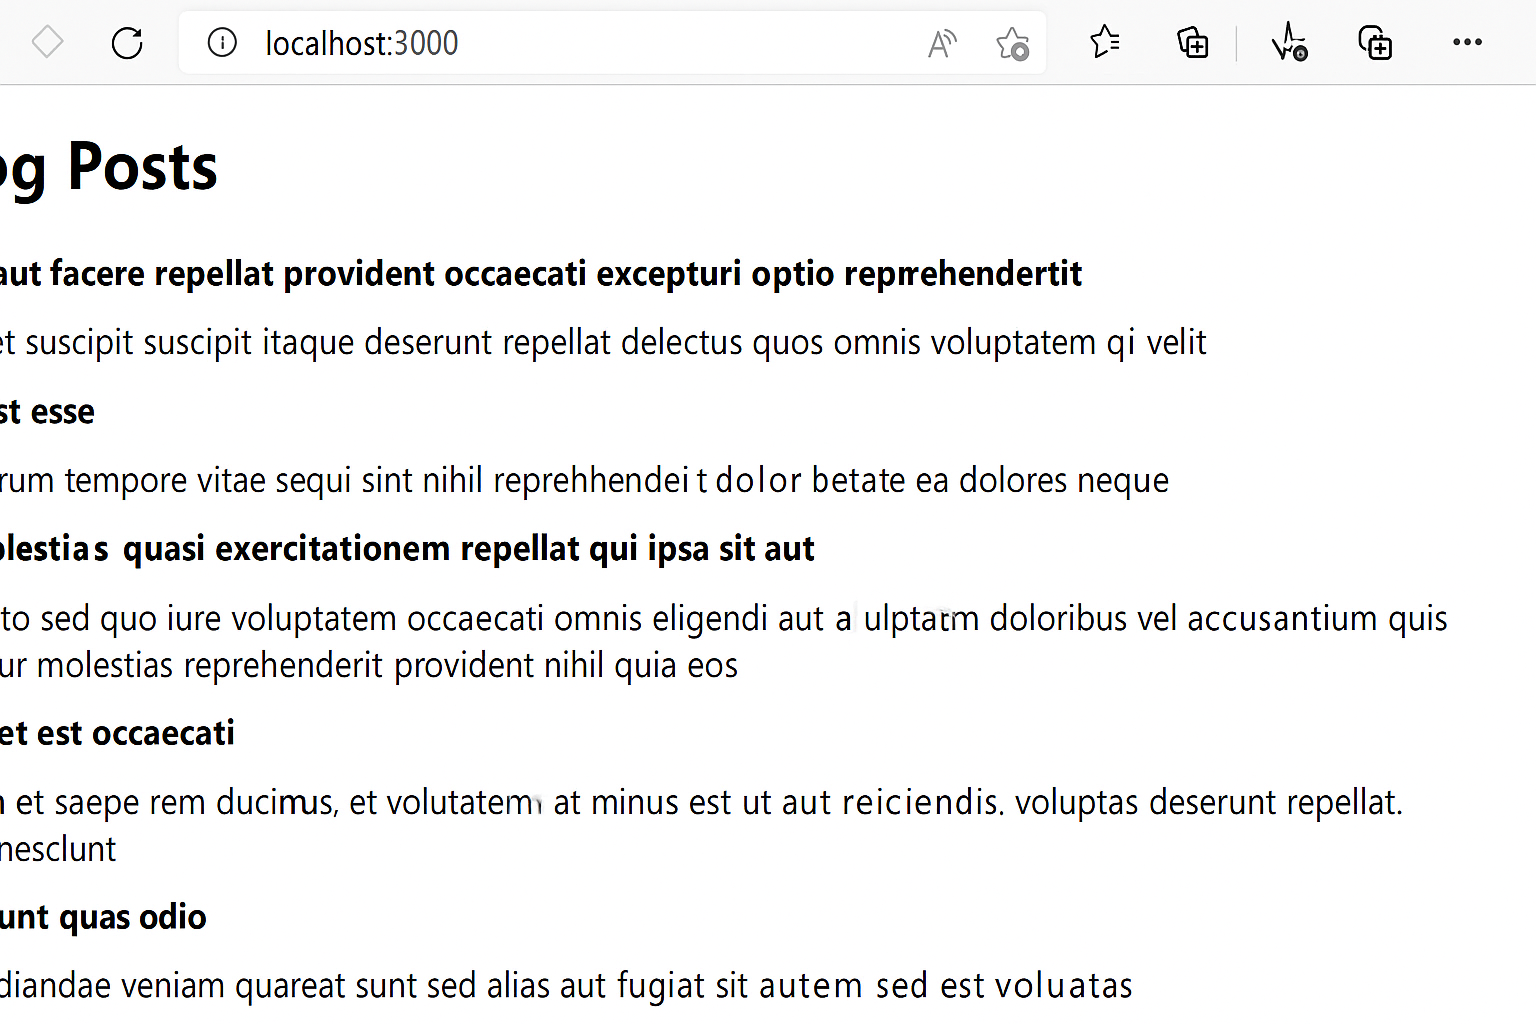 localhost:3000
og Posts
aut facere repellat provident occaecati excepturi optio reprrehendertit
et suscipit suscipit itaque deserunt repellat delectus quos omnis voluptatem qi velit
st esse
rum tempore vitae sequi sint nihil reprehhendei t dolor betate ea dolores neque
lestias quasi exercitationem repellat qui ipsa sit aut
to sed quo iure voluptatem occaecati omnis eligendi aut a doloribus vel accusantium quis
ur molestias reprehenderit provident nihil quia eos
et est occaecati
et saepe rem ducimus, et volutatem at minus est ut aut reiciendis. voluptas deserunt repellat.
nesclunt
unt quas odio
diandae veniam quareat sunt sed alias aut fugiat sit autem sed est voluatas